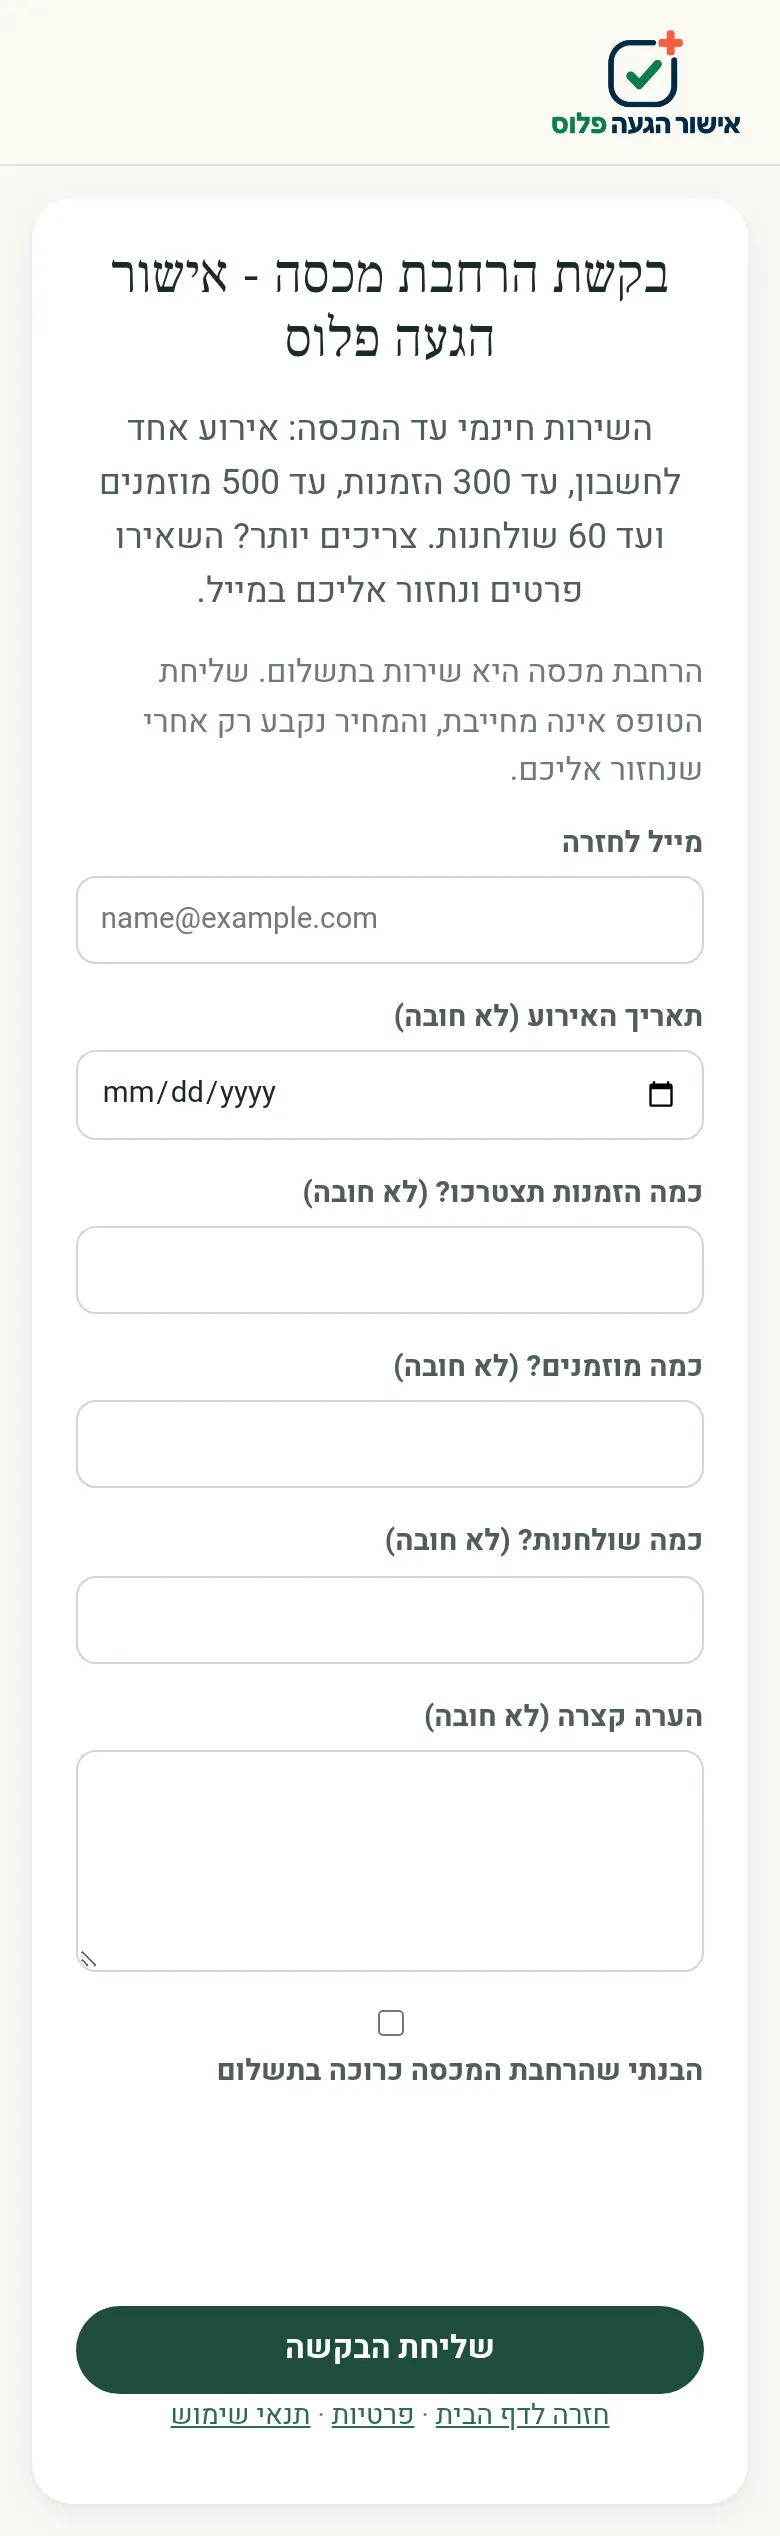 אישור הגעה פלוס
בקשת הרחבת מכסה - אישור
הגעה פלוס
השירות חינמי עד המכסה: אירוע אחד
לחשבון, עד 300 הזמנות, עד 500 מוזמנים
ועד 60 שולחנות. צריכים יותר? השאירו
פרטים ונחזור אליכם במייל.
הרחבת מכסה היא שירות בתשלום. שליחת
הטופס אינה מחייבת, והמחיר נקבע רק אחרי
שנחזור אליכם.
מייל לחזרה
name@example.com
תאריך האירוע (לא חובה)
mm/dd/yyyy
כמה הזמנות תצטרכו? (לא חובה)
כמה מוזמנים? (לא חובה)
כמה שולחנות? (לא חובה)
הערה קצרה (לא חובה)
הבנתי שהרחבת המכסה כרוכה בתשלום
שליחת הבקשה
חזרה לדף הבית · פרטיות · תנאי שימוש